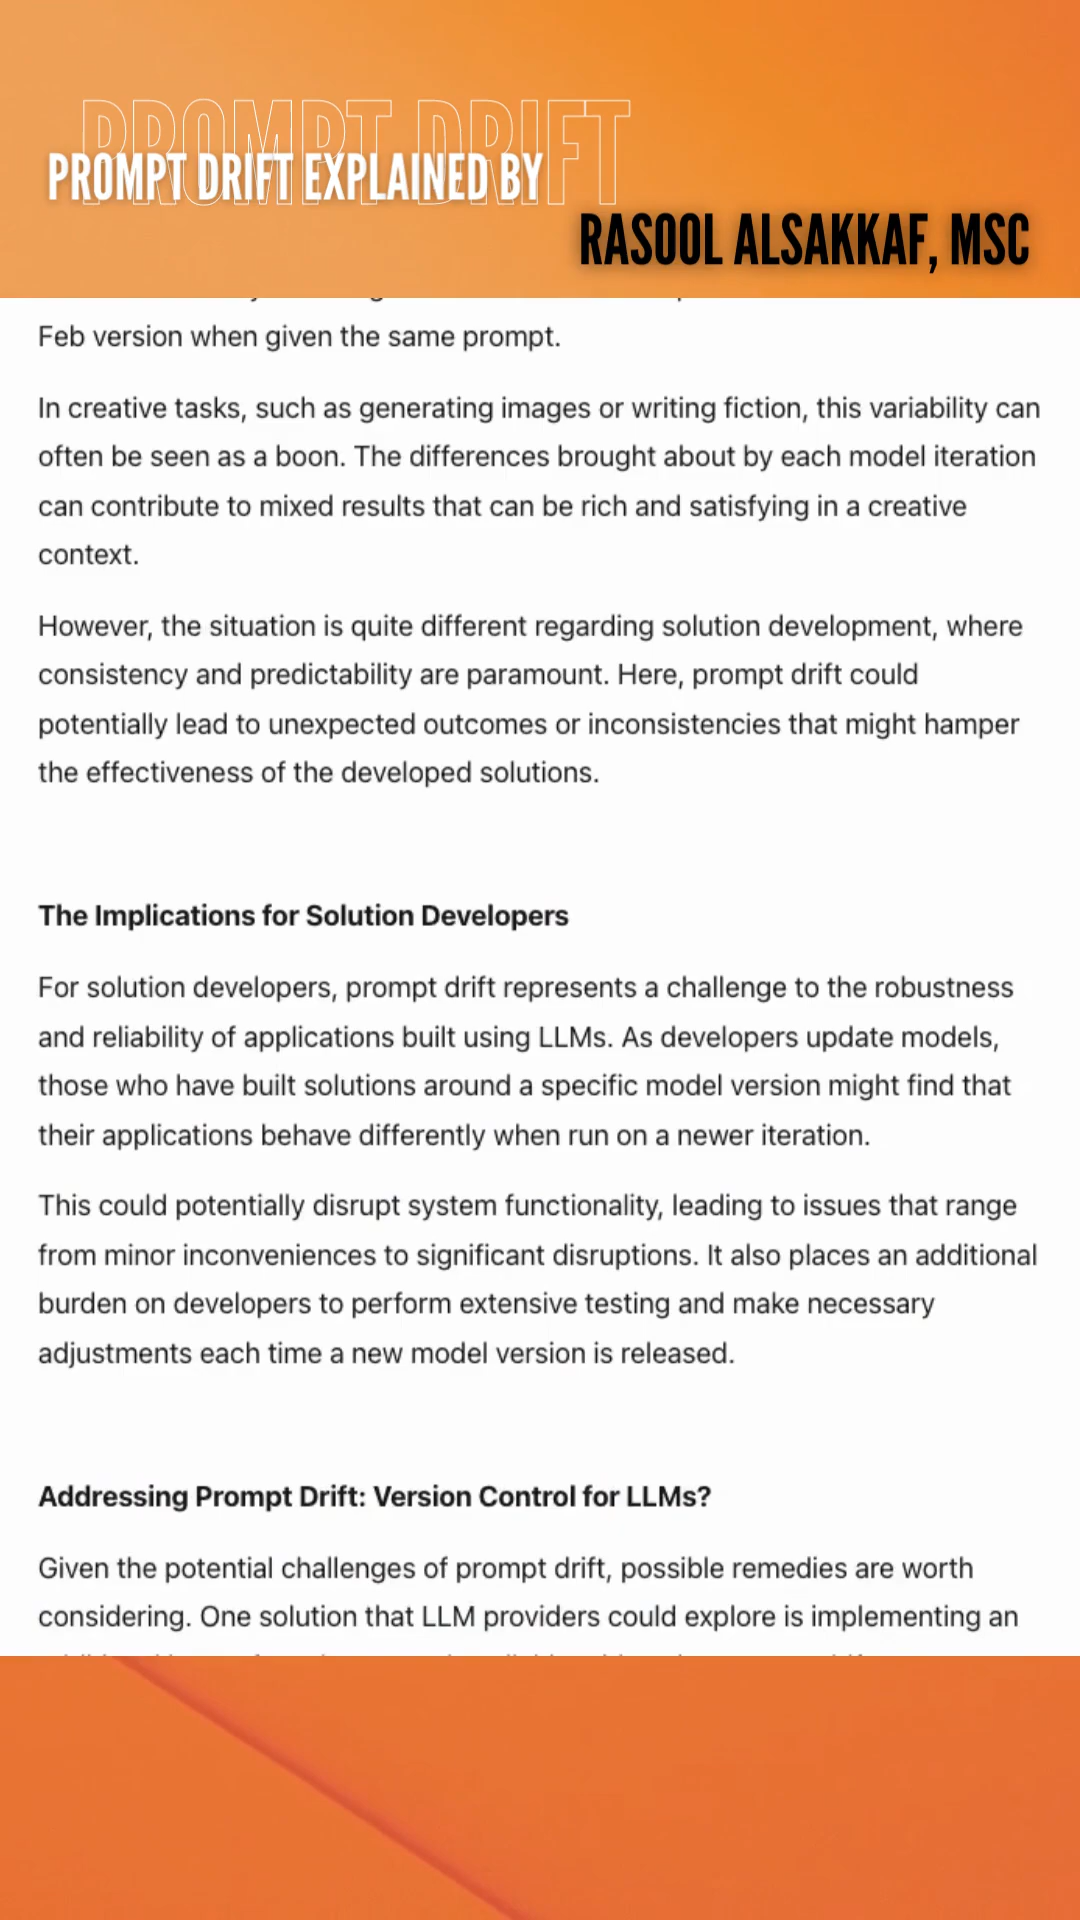 PROMPT DRIFT
PROMPT DRIFT EXPLAINED BY
RASOOL ALSAKKAF, MSC
Feb version when given the same prompt.
In creative tasks, such as generating images or writing fiction, this variability can
often be seen as a boon. The differences brought about by each model iteration
can contribute to mixed results that can be rich and satisfying in a creative
context.
However, the situation is quite different regarding solution development, where
consistency and predictability are paramount. Here, prompt drift could
potentially lead to unexpected outcomes or inconsistencies that might hamper
the effectiveness of the developed solutions.
The Implications for Solution Developers
For solution developers, prompt drift represents a challenge to the robustness
and reliability of applications built using LLMs. As developers update models,
those who have built solutions around a specific model version might find that
their applications behave differently when run on a newer iteration.
This could potentially disrupt system functionality, leading to issues that range
from minor inconveniences to significant disruptions. It also places an additional
burden on developers to perform extensive testing and make necessary
adjustments each time a new model version is released.
Addressing Prompt Drift: Version Control for LLMs?
Given the potential challenges of prompt drift, possible remedies are worth
considering. One solution that LLM providers could explore is implementing an